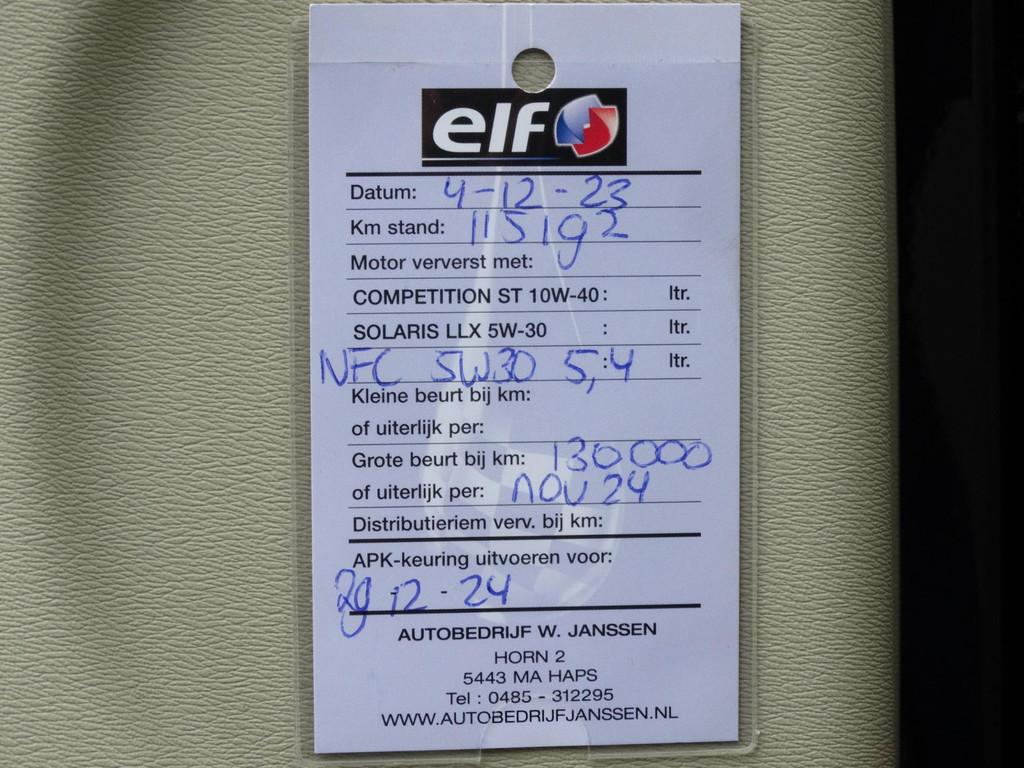 elf
Datum: 4-12-23
Km stand: 115192
Motor ververst met:
COMPETITION ST 10W-40: ltr.
SOLARIS LLX 5W-30 : ltr.
NFC 5W30 5,4 : ltr.
Kleine beurt bij km:
of uiterlijk per:
Grote beurt bij km: 130000
of uiterlijk per: nov 24
Distributieriem verv. bij km:
APK-keuring uitvoeren voor:
29-12-24
AUTOBEDRIJF W. JANSSEN
HORN 2
5443 MA HAPS
Tel : 0485 - 312295
WWW.AUTOBEDRIJFJANSSEN.NL